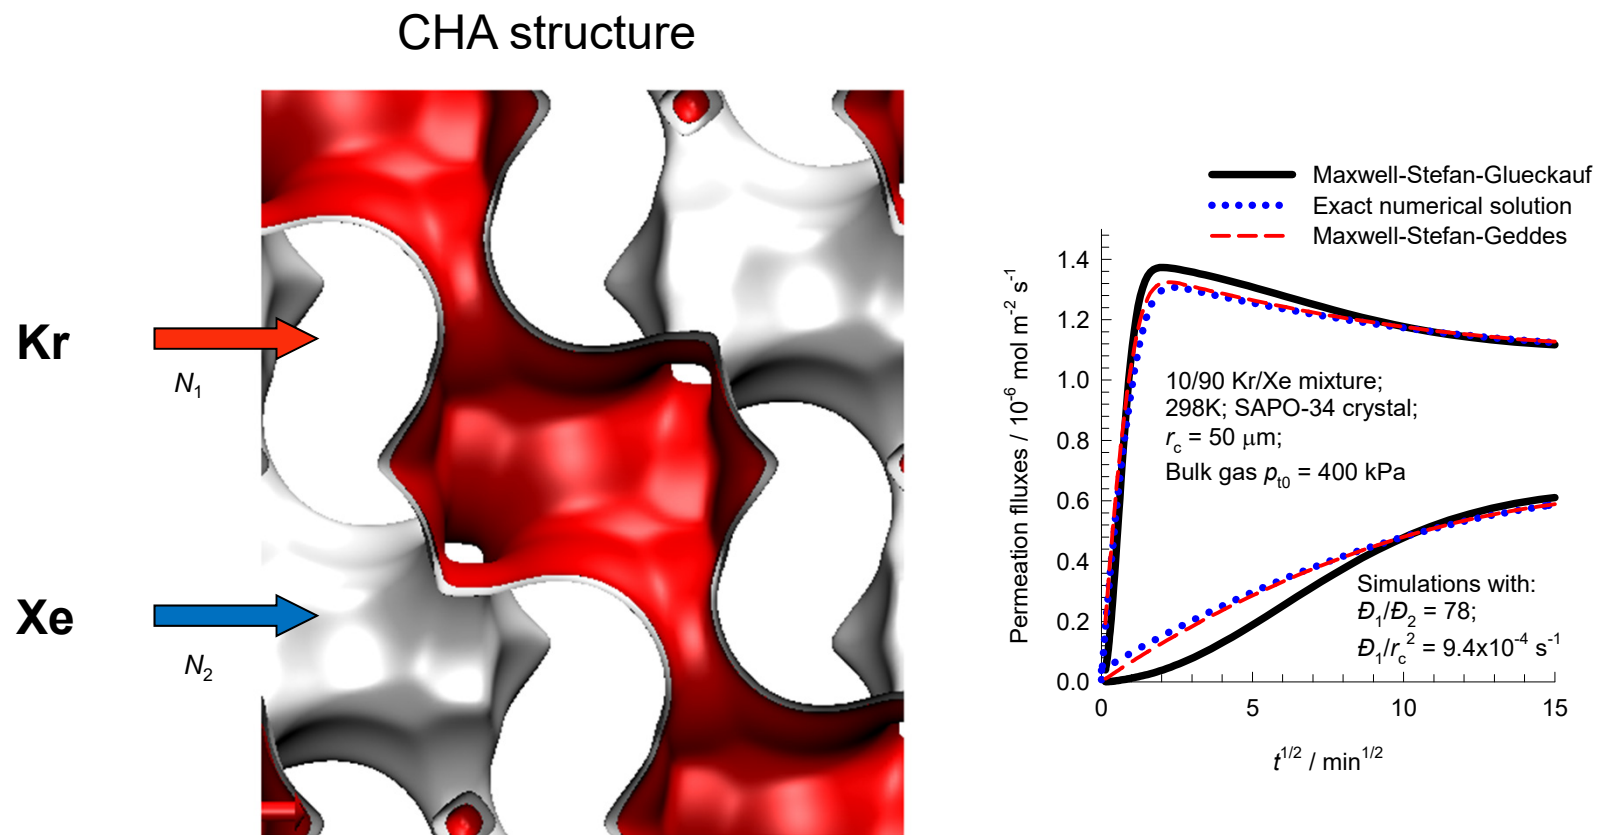 CHA structure
Kr
N1
Xe
N2
Maxwell-Stefan-Glueckauf
Exact numerical solution
Maxwell-Stefan-Geddes
Permeation fliuxes / 10-6 mol m-2 s-1
1.4
1.2
1.0
0.8
0.6
0.4
0.2
0.0
10/90 Kr/Xe mixture;
298K; SAPO-34 crystal;
rc = 50 μm;
Bulk gas pt0 = 400 kPa
Simulations with:
Đ1/Đ2 = 78;
Đ1/rc2 = 9.4x10-4 s-1
0 5 10 15
t1/2 / min1/2